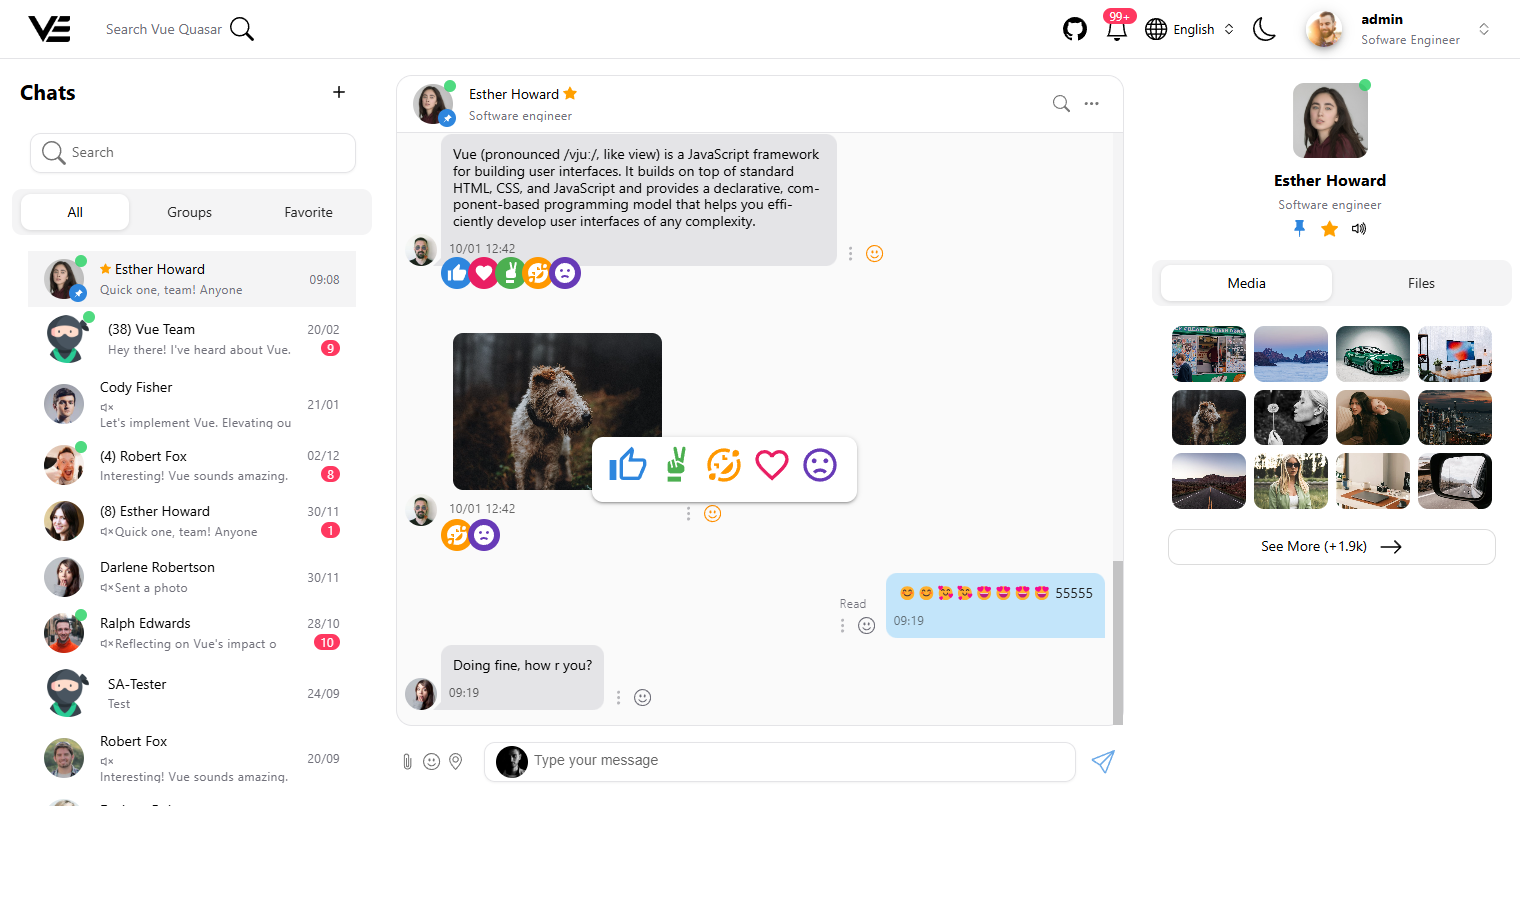 VE
Search Vue Quasar
99+
English
admin
Sofware Engineer
Chats
Search
All
Groups
Favorite
Esther Howard
Quick one, team! Anyone
09:08
(38) Vue Team
Hey there! I've heard about Vue.
20/02
9
Cody Fisher
Let's implement Vue. Elevating ou
21/01
(4) Robert Fox
Interesting! Vue sounds amazing.
02/12
8
(8) Esther Howard
Quick one, team! Anyone
30/11
1
Darlene Robertson
Sent a photo
30/11
Ralph Edwards
Reflecting on Vue's impact o
28/10
10
SA-Tester
Test
24/09
Robert Fox
Interesting! Vue sounds amazing.
20/09
Esther Howard
Software engineer
Vue (pronounced /vjuː/, like view) is a JavaScript framework
for building user interfaces. It builds on top of standard
HTML, CSS, and JavaScript and provides a declarative, com-
ponent-based programming model that helps you effi-
ciently develop user interfaces of any complexity.
10/01 12:42
10/01 12:42
😊😊🥰🥰😍😍😍😍 55555
09:19
Read
Doing fine, how r you?
09:19
Type your message
Esther Howard
Software engineer
Media
Files
See More (+1.9k)